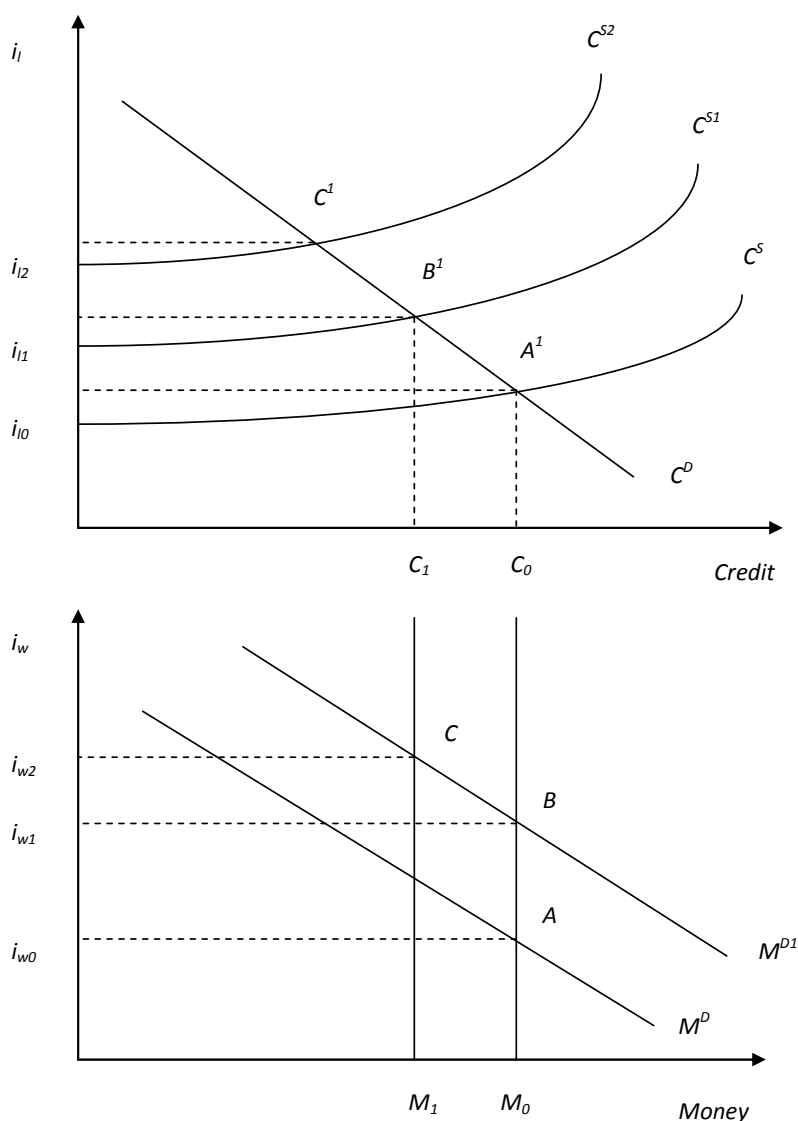 i_l
C^S2
C^S1
C^1
C^S
i_l2
B^1
i_l1
A^1
i_l0
C^D
C_1 C_0
Credit
i_w
C
i_w2
B
i_w1
A
i_w0
M^D1
M^D
M_1 M_0
Money